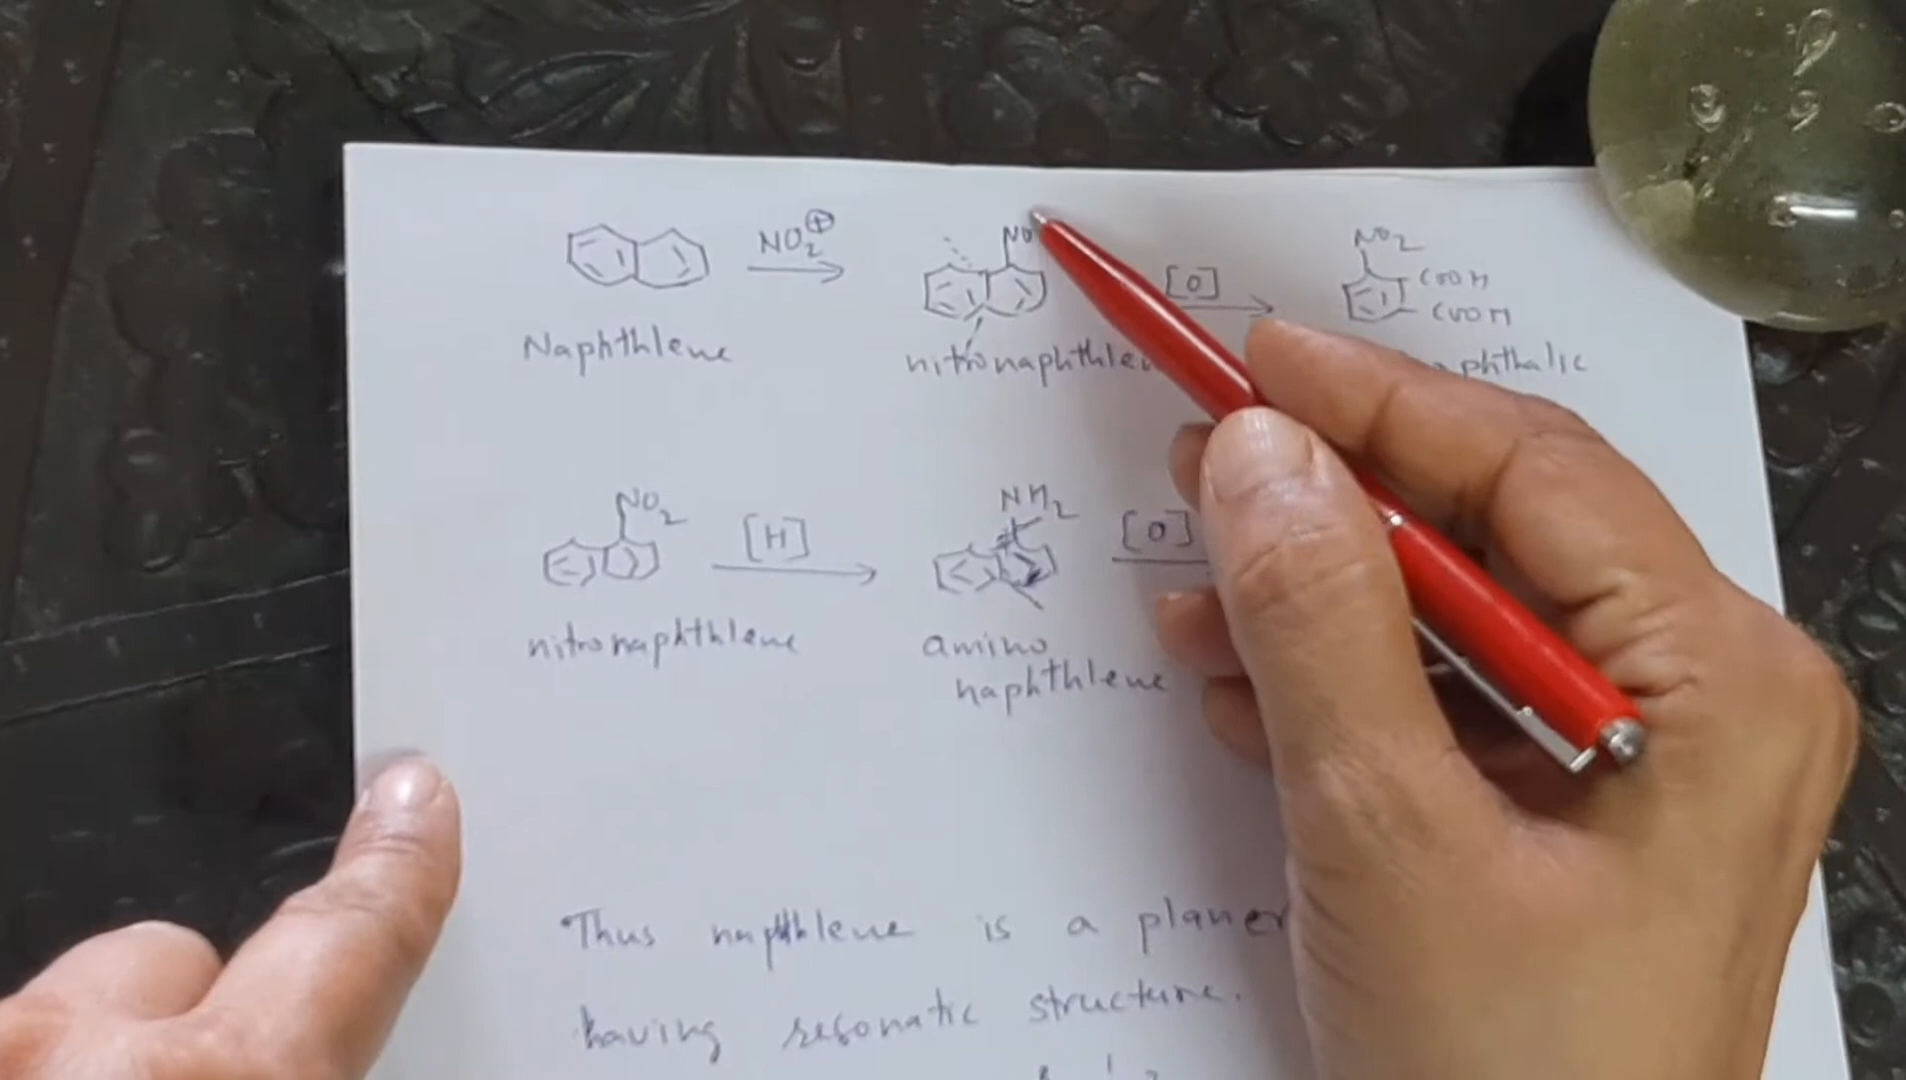 NO2⊕
NO
[O]
NO2
COOH
COOH
Naphthlene
nitronaphthlen
phthalic
NO2
[H]
NH2
[O]
nitronaphthlene
amino
naphthlene
Thus naphthlene is a planer
having resonatic structure.